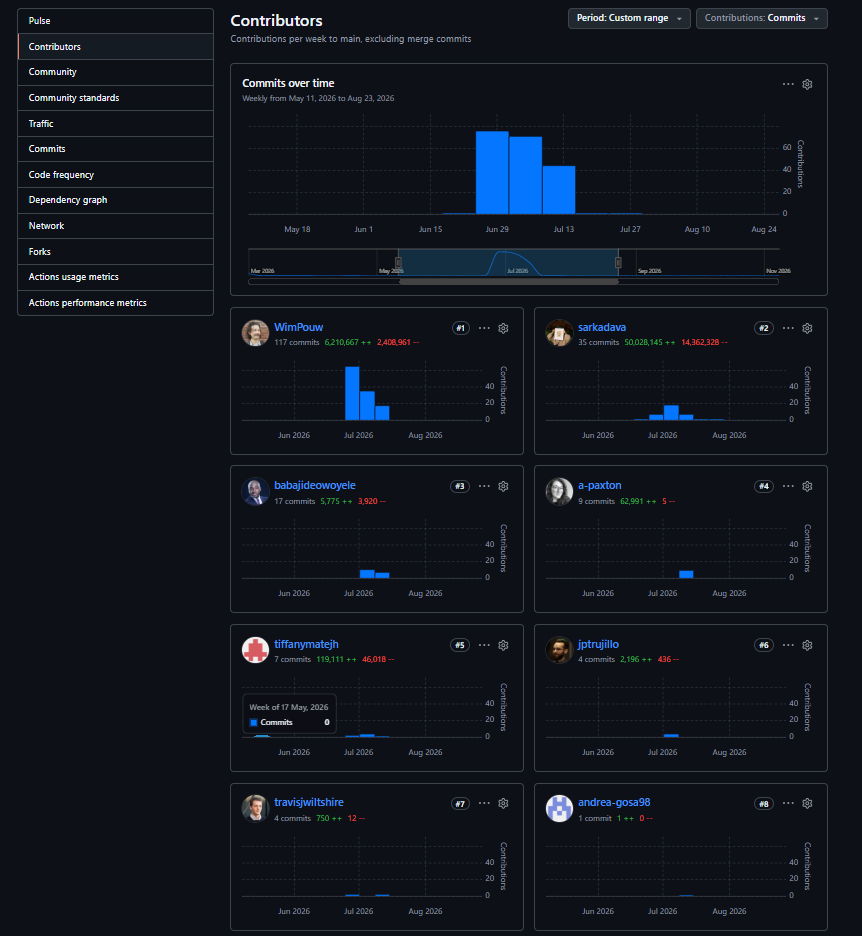 Pulse
Contributors
Community
Community standards
Traffic
Commits
Code frequency
Dependency graph
Network
Forks
Actions usage metrics
Actions performance metrics
Contributors
Contributions per week to main, excluding merge commits
Period: Custom range
Contributions: Commits
Commits over time
Weekly from May 11, 2026 to Aug 23, 2026
60
40
20
0
Contributions
May 18 Jun 1 Jun 15 Jun 29 Jul 13 Jul 27 Aug 10 Aug 24
Mar 2026 May 2026 Jul 2026 Sep 2026 Nov 2026
WimPouw #1
117 commits 6,210,667 ++ 2,408,961 --
40
20
0
Contributions
Jun 2026 Jul 2026 Aug 2026
sarkadava #2
35 commits 50,028,145 ++ 14,362,328 --
40
20
0
Contributions
Jun 2026 Jul 2026 Aug 2026
babajideowoyele #3
17 commits 5,775 ++ 3,920 --
40
20
0
Contributions
Jun 2026 Jul 2026 Aug 2026
a-paxton #4
9 commits 62,991 ++ 5 --
40
20
0
Contributions
Jun 2026 Jul 2026 Aug 2026
tiffanymatejh #5
7 commits 119,111 ++ 46,018 --
Week of 17 May, 2026
Commits 0
40
20
0
Contributions
Jun 2026 Jul 2026 Aug 2026
jptrujillo #6
4 commits 2,196 ++ 436 --
40
20
0
Contributions
Jun 2026 Jul 2026 Aug 2026
travisjwiltshire #7
4 commits 750 ++ 12 --
40
20
0
Contributions
Jun 2026 Jul 2026 Aug 2026
andrea-gosa98 #8
1 commit 1 ++ 0 --
40
20
0
Contributions
Jun 2026 Jul 2026 Aug 2026